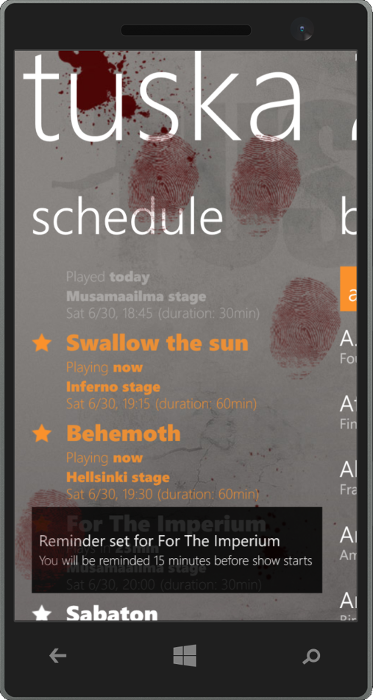 tuska 2
schedule
b
Played today
Musamaailma stage
Sat 6/30, 18:45 (duration: 30min)
a
Swallow the sun
Playing now
Inferno stage
Sat 6/30, 19:15 (duration: 60min)
A.
Fou
Behemoth
Playing now
Hellsinki stage
Sat 6/30, 19:30 (duration: 60min)
Fin
Al
Fra
For The Imperium
Reminder set for For The Imperium
You will be reminded 15 minutes before show starts
Musamaailma stage
Sat 6/30, 20:00 (duration: 30min)
Am
Sabaton